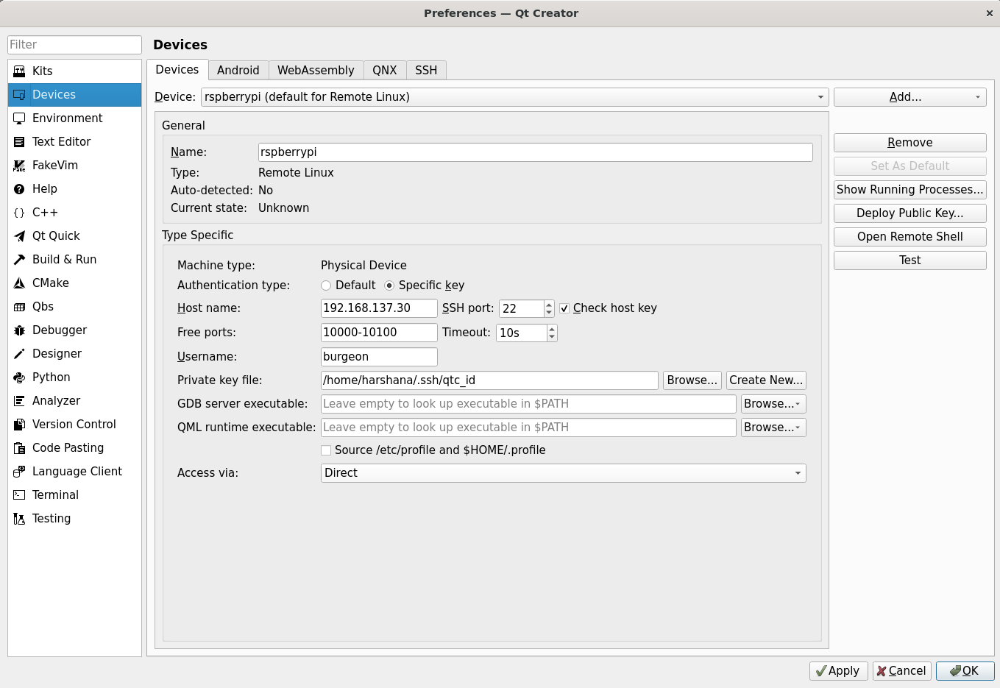 Preferences — Qt Creator
Filter
Kits
Devices
Environment
Text Editor
FakeVim
Help
C++
Qt Quick
Build & Run
CMake
Qbs
Debugger
Designer
Python
Analyzer
Version Control
Code Pasting
Language Client
Terminal
Testing
Devices
Devices Android WebAssembly QNX SSH
Device: rspberrypi (default for Remote Linux) Add...
General
Name: rspberrypi
Type: Remote Linux
Auto-detected: No
Current state: Unknown
Type Specific
Machine type: Physical Device
Authentication type: Default Specific key
Host name: 192.168.137.30 SSH port: 22 Check host key
Free ports: 10000-10100 Timeout: 10s
Username: burgeon
Private key file: /home/harshana/.ssh/qtc_id Browse... Create New...
GDB server executable: Leave empty to look up executable in $PATH Browse...
QML runtime executable: Leave empty to look up executable in $PATH Browse...
Source /etc/profile and $HOME/.profile
Access via: Direct
Remove
Set As Default
Show Running Processes...
Deploy Public Key...
Open Remote Shell
Test
Apply Cancel OK